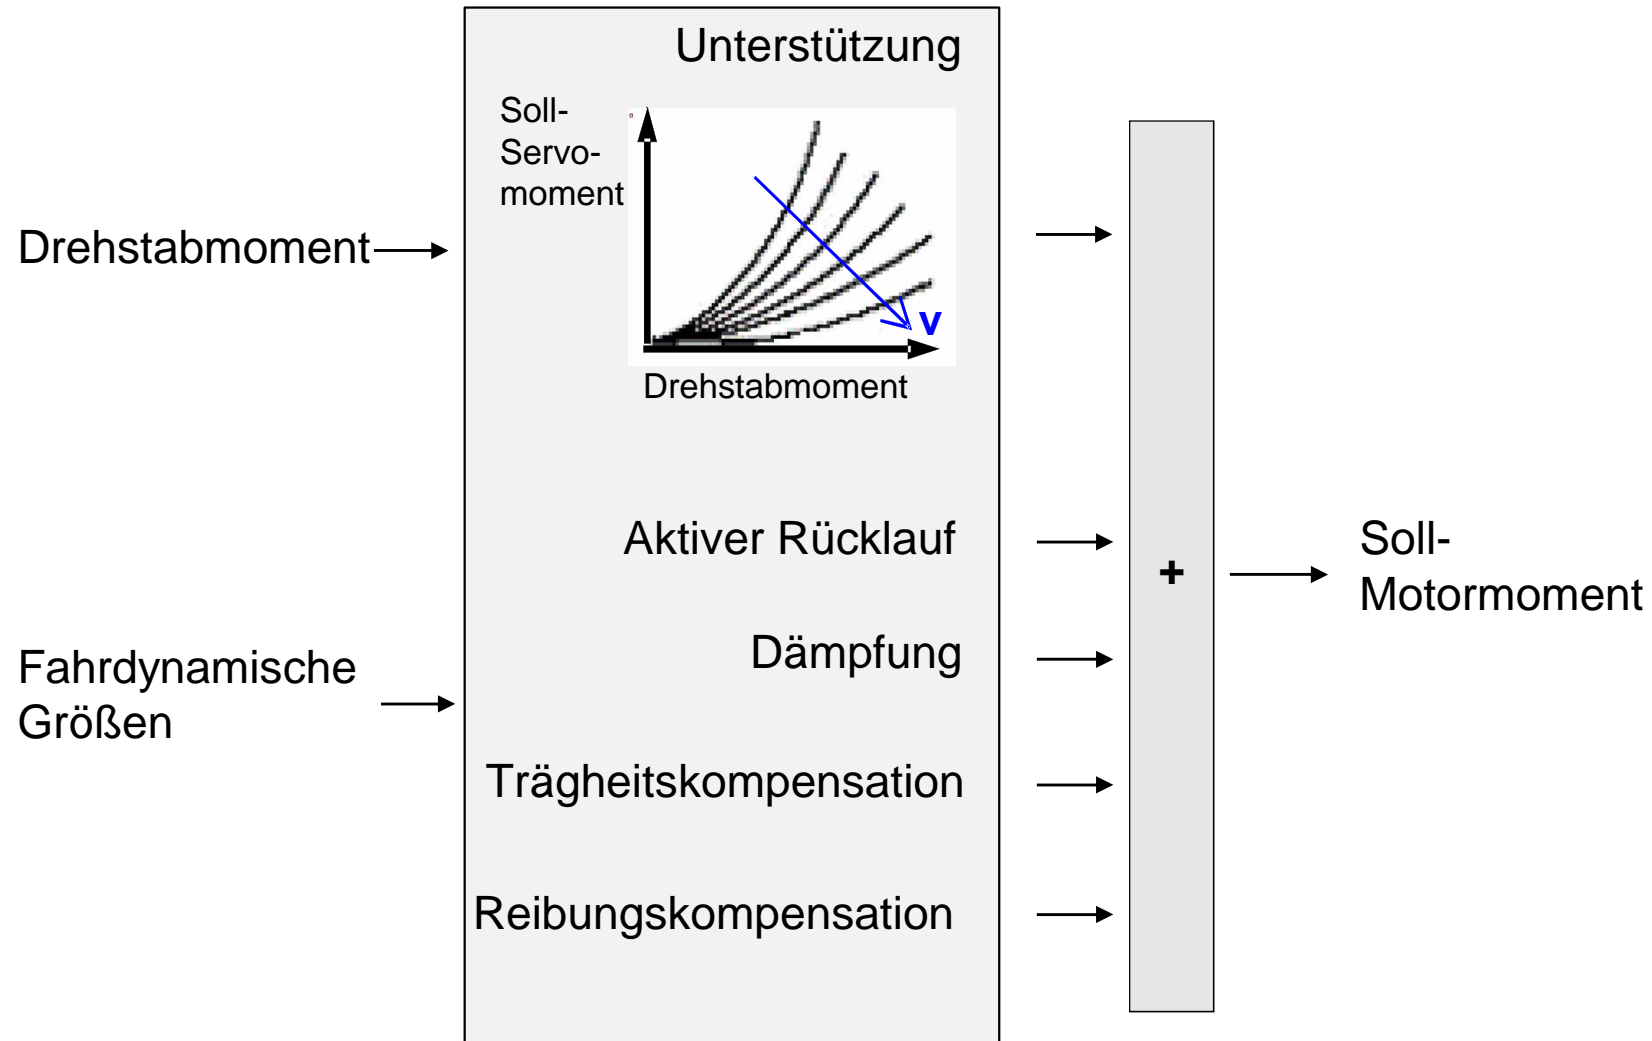 Unterstützung
Soll-
Servo-
moment
v
Drehstabmoment
Drehstabmoment
Aktiver Rücklauf
Dämpfung
Trägheitskompensation
Reibungskompensation
Fahrdynamische
Größen
+
Soll-
Motormoment